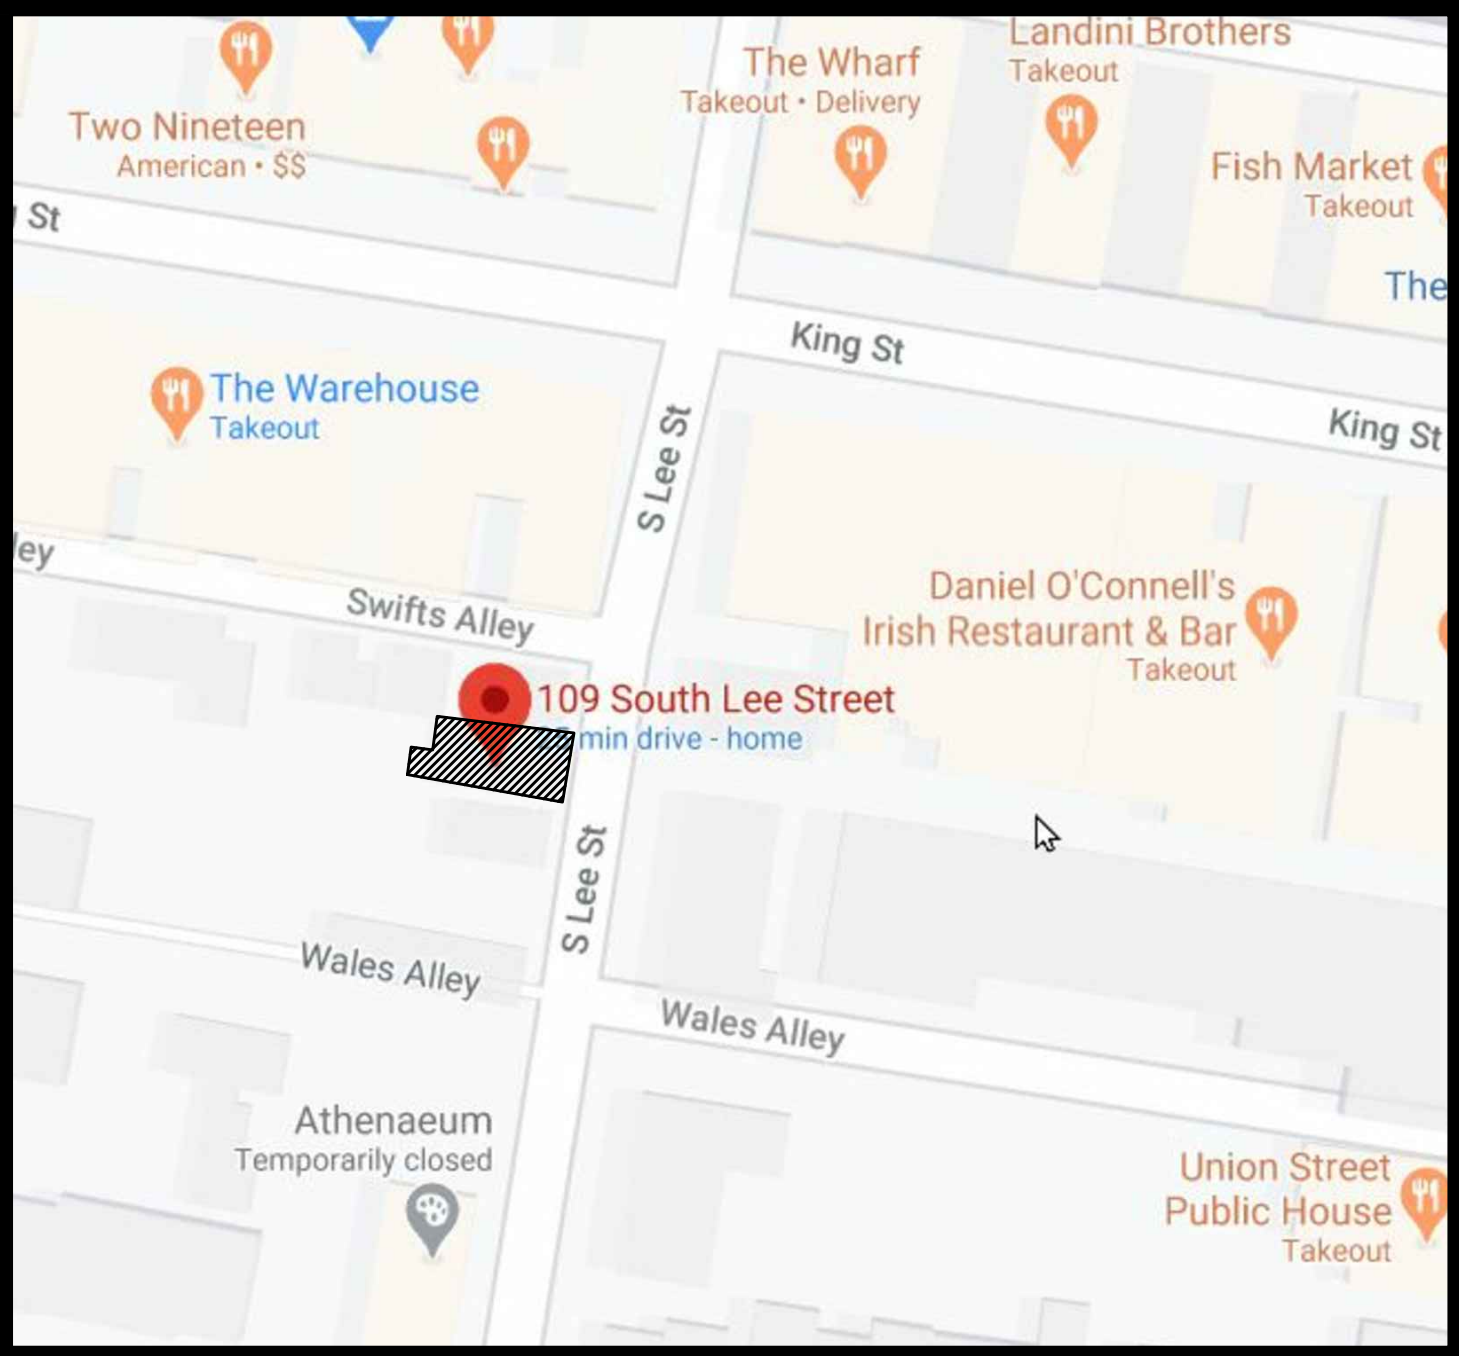 Landini Brothers
Takeout
The Wharf
Takeout • Delivery
Two Nineteen
American • $$
Fish Market
Takeout
St
The
King St
King St
The Warehouse
Takeout
S Lee St
ley
Swifts Alley
Daniel O'Connell's
Irish Restaurant & Bar
Takeout
109 South Lee Street
min drive - home
S Lee St
Wales Alley
Wales Alley
Athenaeum
Temporarily closed
Union Street
Public House
Takeout